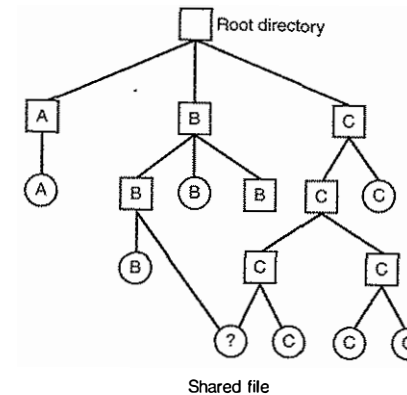 Root directory
A B C
A B B B C C
B C C
? C C C
Shared file